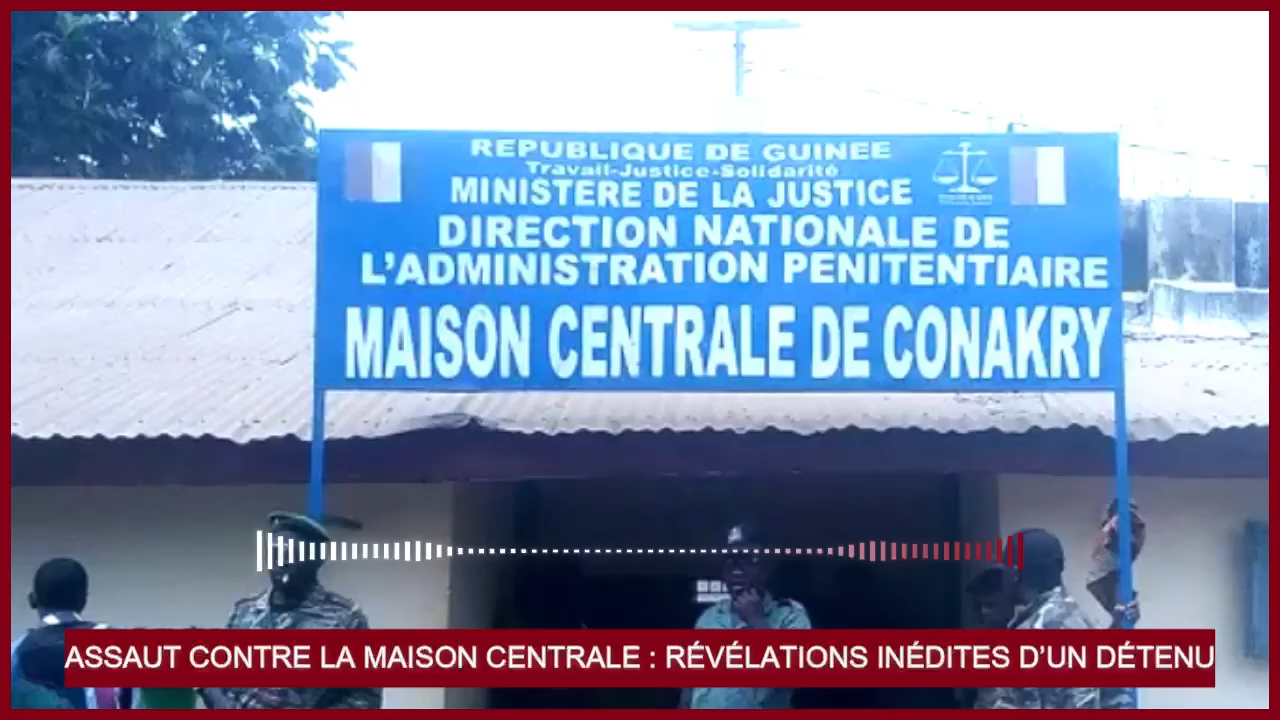 REPUBLIQUE DE GUINEE
Travail-Justice-Solidarité
MINISTERE DE LA JUSTICE
DIRECTION NATIONALE DE
L'ADMINISTRATION PENITENTIAIRE
MAISON CENTRALE DE CONAKRY
ASSAUT CONTRE LA MAISON CENTRALE : RÉVÉLATIONS INÉDITES D'UN DÉTENU